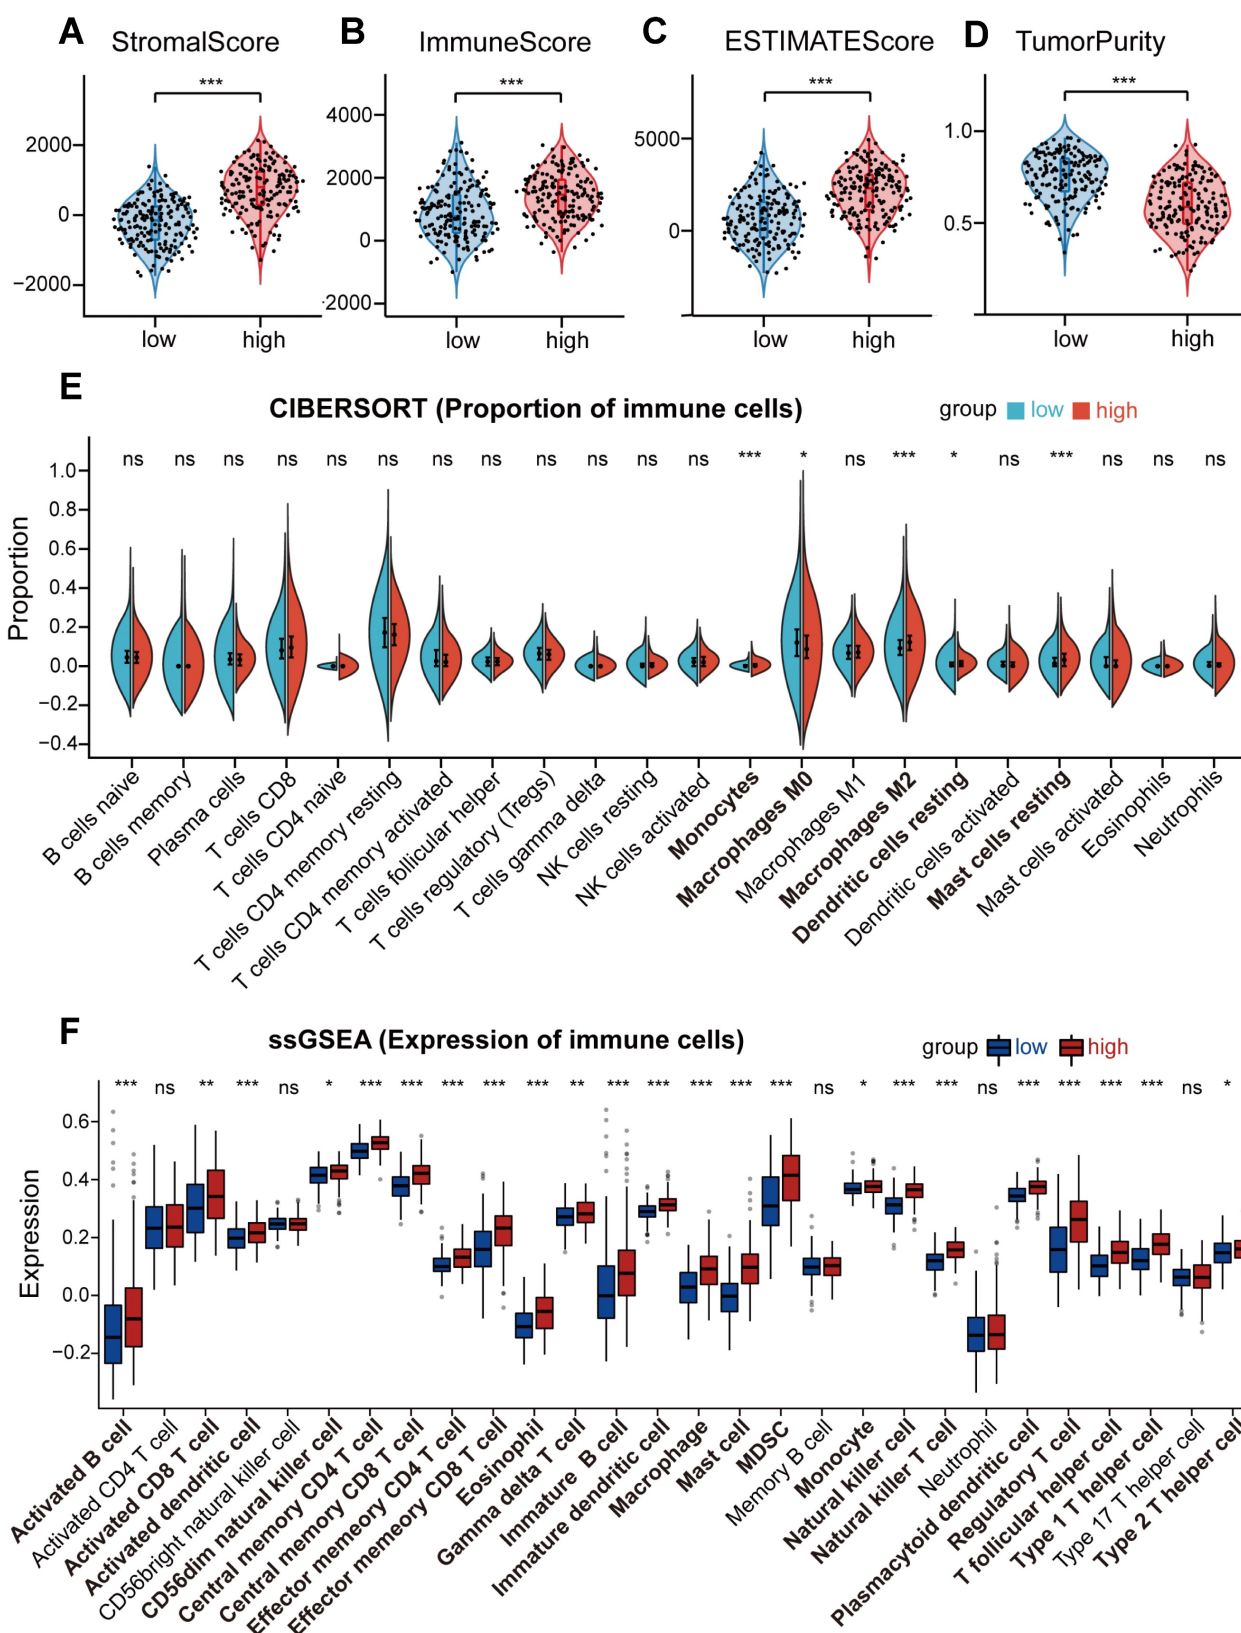 A StromalScore
B ImmuneScore
C ESTIMATEScore
D TumorPurity
***
***
***
***
2000
0
−2000
4000
2000
0
-2000
5000
0
1.0
0.5
low high
low high
low high
low high
E
CIBERSORT (Proportion of immune cells)
group low high
ns ns ns ns ns ns ns ns ns ns ns ns *** * ns *** * ns *** ns ns ns
Proportion
1.0
0.8
0.6
0.4
0.2
0.0
−0.2
−0.4
B cells naive
B cells memory
Plasma cells
T cells CD8
T cells CD4 naive
T cells CD4 memory resting
T cells CD4 memory activated
T cells follicular helper
T cells regulatory (Tregs)
T cells gamma delta
NK cells resting
NK cells activated
Monocytes
Macrophages M0
Macrophages M1
Macrophages M2
Dendritic cells resting
Dendritic cells activated
Mast cells resting
Mast cells activated
Eosinophils
Neutrophils
F
ssGSEA (Expression of immune cells)
group low high
*** ns ** *** ns * *** *** *** *** *** ** *** *** *** *** *** ns * *** *** ns *** *** *** *** ns *
Expression
0.6
0.4
0.2
0.0
−0.2
Activated B cell
Activated CD4 T cell
Activated CD8 T cell
Activated dendritic cell
CD56bright natural killer cell
CD56dim natural killer cell
Central memory CD4 T cell
Central memory CD8 T cell
Effector memory CD4 T cell
Effector memory CD8 T cell
Eosinophil
Gamma delta T cell
Immature B cell
Immature dendritic cell
Macrophage
Mast cell
MDSC
Memory B cell
Monocyte
Natural killer cell
Natural killer T cell
Neutrophil
Plasmacytoid dendritic cell
Regulatory T cell
T follicular helper cell
Type 1 T helper cell
Type 17 T helper cell
Type 2 T helper cell